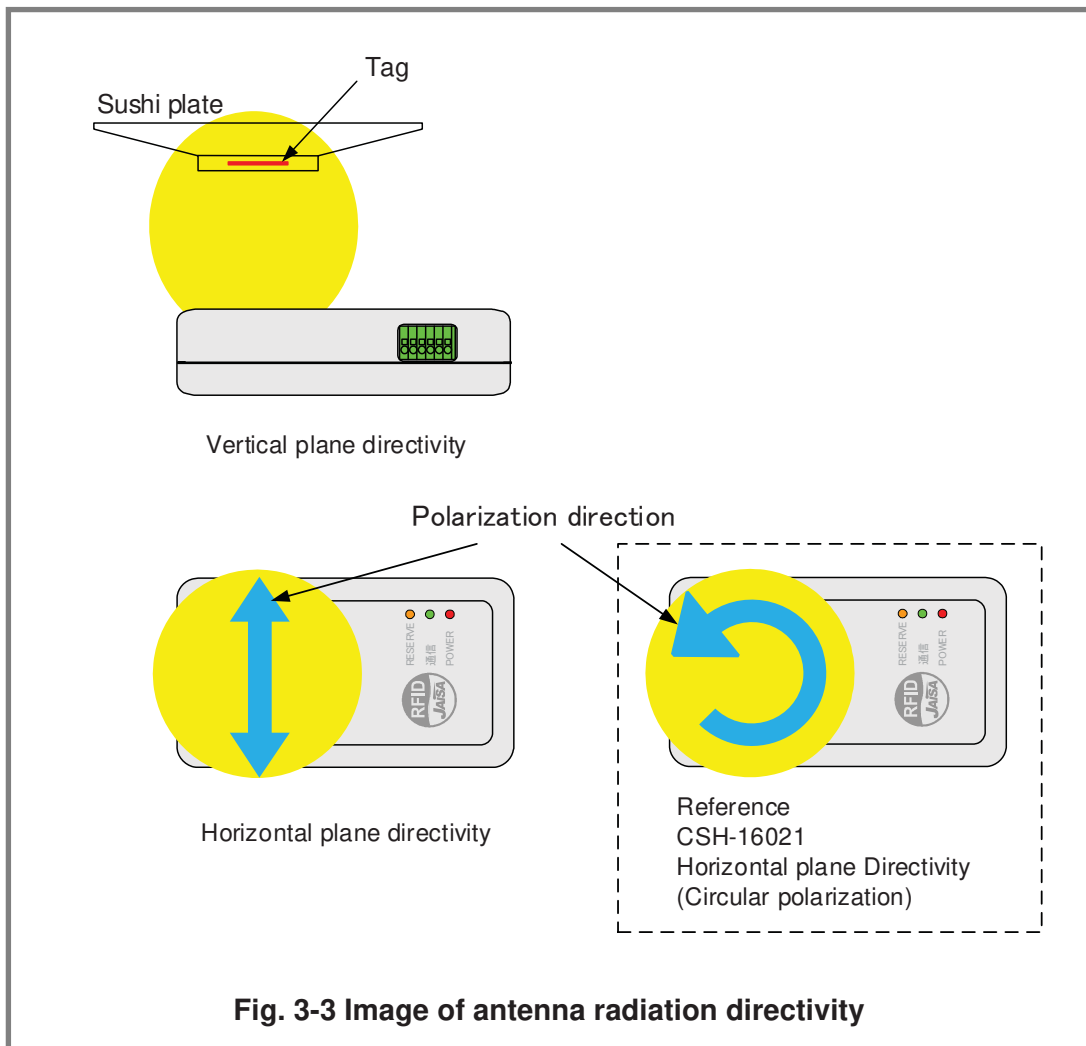 Tag
Sushi plate
Vertical plane directivity
Polarization direction
RESERVE
通信
POWER
RFID
JAISA
Horizontal plane directivity
RESERVE
通信
POWER
RFID
JAISA
Reference
CSH-16021
Horizontal plane Directivity
(Circular polarization)
Fig. 3-3 Image of antenna radiation directivity